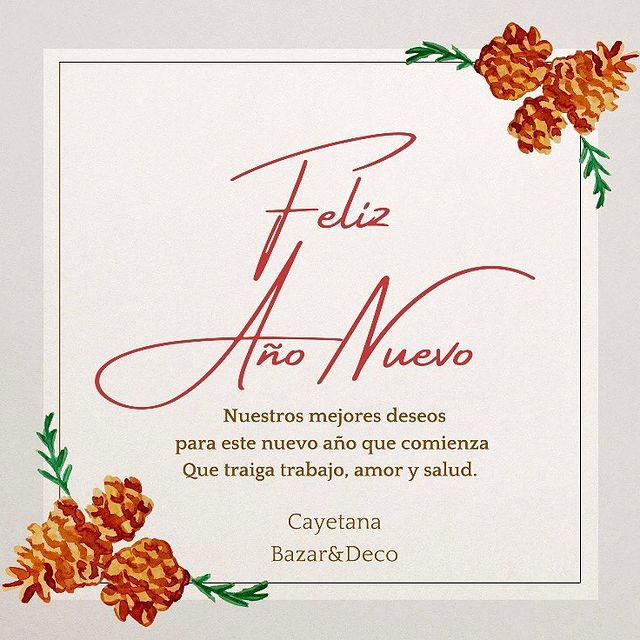 Feliz
Año Nuevo
Nuestros mejores deseos
para este nuevo año que comienza
Que traiga trabajo, amor y salud.
Cayetana
Bazar&Deco